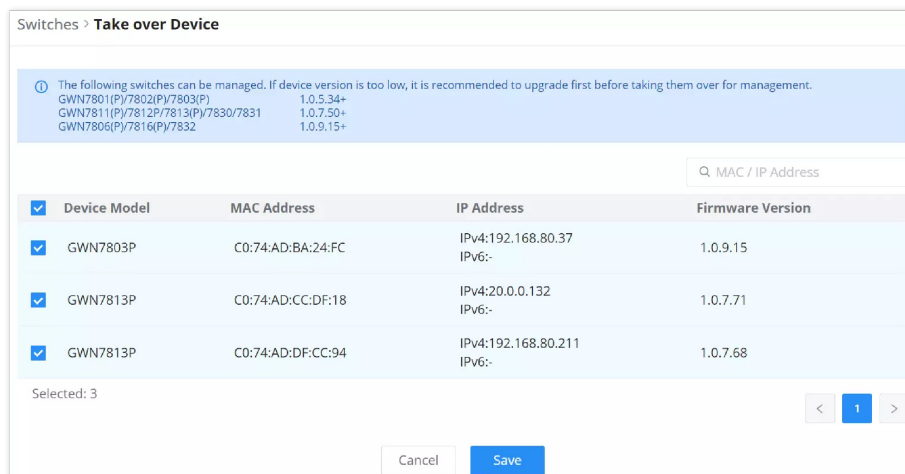 Switches > Take over Device
The following switches can be managed. If device version is too low, it is recommended to upgrade first before taking them over for management.
GWN7801(P)/7802(P)/7803(P) 1.0.5.34+
GWN7811(P)/7812P/7813(P)/7830/7831 1.0.7.50+
GWN7806(P)/7816(P)/7832 1.0.9.15+
MAC / IP Address
Device Model MAC Address IP Address Firmware Version
GWN7803P C0:74:AD:BA:24:FC IPv4:192.168.80.37 1.0.9.15
IPv6:-
GWN7813P C0:74:AD:CC:DF:18 IPv4:20.0.0.132 1.0.7.71
IPv6:-
GWN7813P C0:74:AD:DF:CC:94 IPv4:192.168.80.211 1.0.7.68
IPv6:-
Selected: 3
< 1 >
Cancel Save